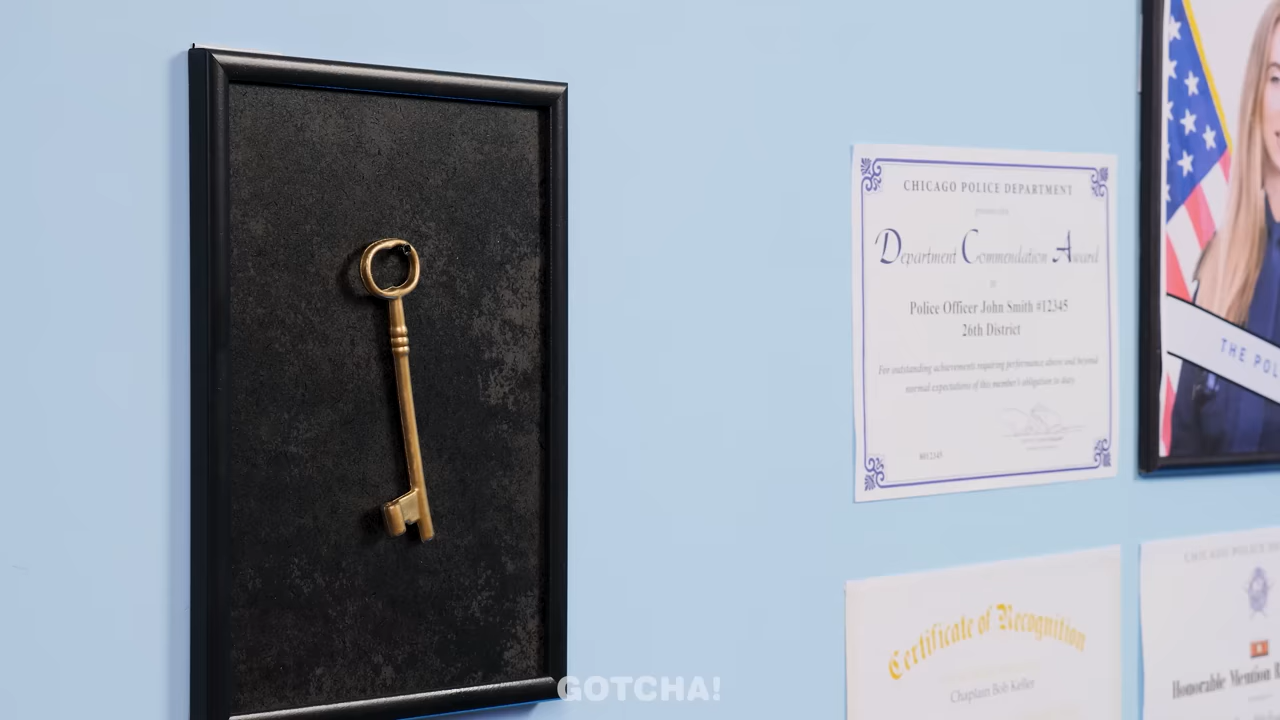 CHICAGO POLICE DEPARTMENT
Department Commendation Award
Police Officer John Smith #12345
26th District
For outstanding achievements requiring performance above and beyond
normal expectations of this member's obligation to duty
THE POL
Certificate of Recognition
Chaplain Bob Keller
Honorable Mention
GOTCHA!